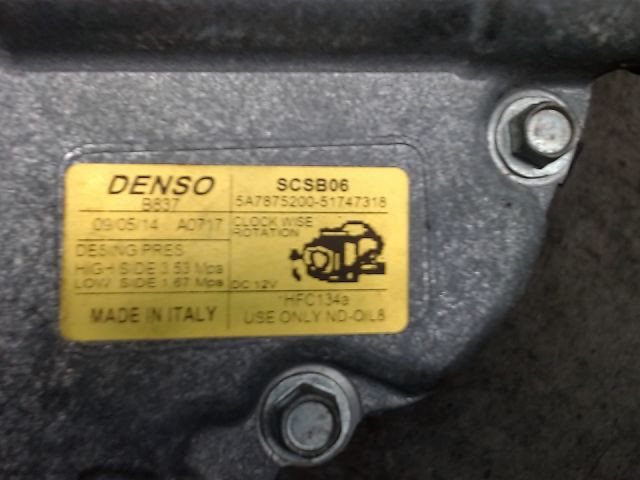 DENSO
B837
09/05/14 A0717
DESING PRES
HIGH SIDE 3.53 Mpa
LOW SIDE 1.67 Mpa
MADE IN ITALY
SCSB06
5A7875200-51747318
CLOCK WISE
ROTATION
DC 12V
HFC134a
USE ONLY ND-OIL8